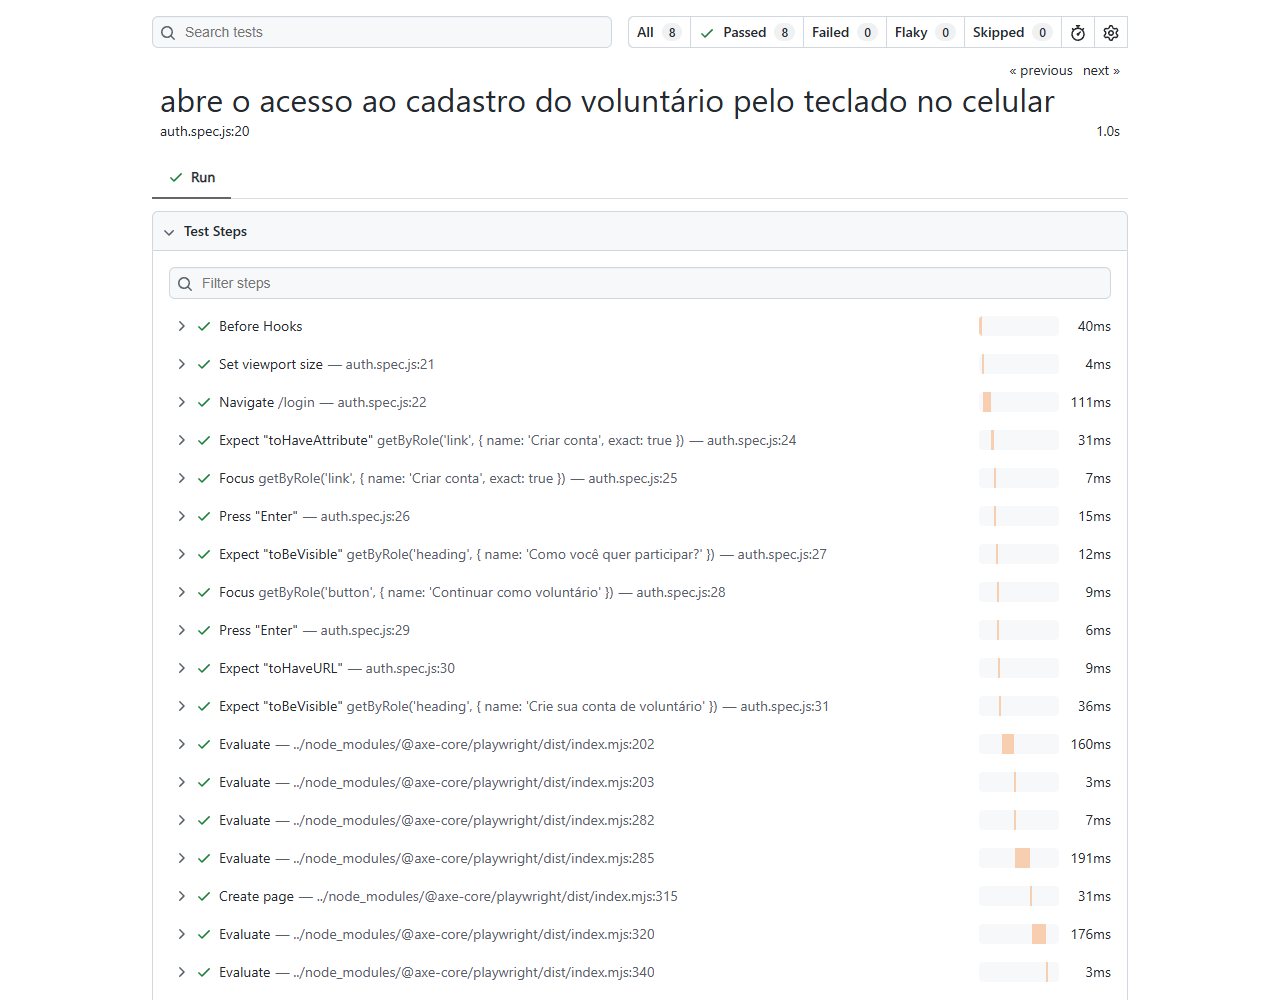 Search tests
All 8 Passed 8 Failed 0 Flaky 0 Skipped 0
« previous next »
abre o acesso ao cadastro do voluntário pelo teclado no celular
auth.spec.js:20 1.0s
Run
Test Steps
Filter steps
Before Hooks 40ms
Set viewport size — auth.spec.js:21 4ms
Navigate /login — auth.spec.js:22 111ms
Expect "toHaveAttribute" getByRole('link', { name: 'Criar conta', exact: true }) — auth.spec.js:24 31ms
Focus getByRole('link', { name: 'Criar conta', exact: true }) — auth.spec.js:25 7ms
Press "Enter" — auth.spec.js:26 15ms
Expect "toBeVisible" getByRole('heading', { name: 'Como você quer participar?' }) — auth.spec.js:27 12ms
Focus getByRole('button', { name: 'Continuar como voluntário' }) — auth.spec.js:28 9ms
Press "Enter" — auth.spec.js:29 6ms
Expect "toHaveURL" — auth.spec.js:30 9ms
Expect "toBeVisible" getByRole('heading', { name: 'Crie sua conta de voluntário' }) — auth.spec.js:31 36ms
Evaluate — ../node_modules/@axe-core/playwright/dist/index.mjs:202 160ms
Evaluate — ../node_modules/@axe-core/playwright/dist/index.mjs:203 3ms
Evaluate — ../node_modules/@axe-core/playwright/dist/index.mjs:282 7ms
Evaluate — ../node_modules/@axe-core/playwright/dist/index.mjs:285 191ms
Create page — ../node_modules/@axe-core/playwright/dist/index.mjs:315 31ms
Evaluate — ../node_modules/@axe-core/playwright/dist/index.mjs:320 176ms
Evaluate — ../node_modules/@axe-core/playwright/dist/index.mjs:340 3ms